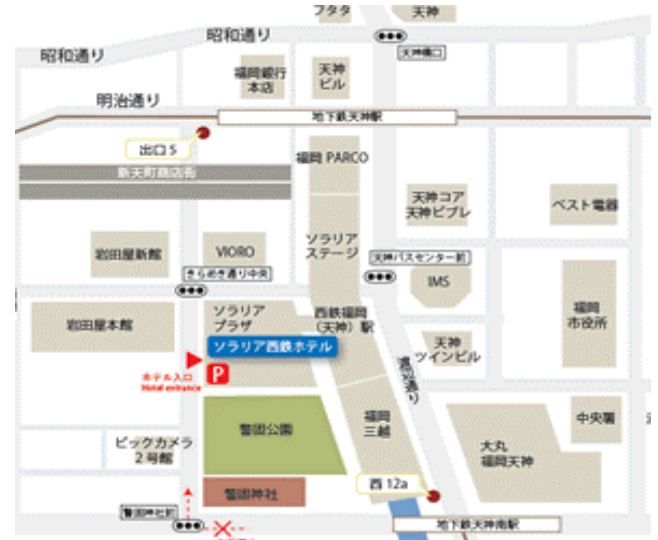 フタタ
天神
昭和通り
昭和通り
天神橋口
福岡銀行
本店
天神
ビル
明治通り
地下鉄天神駅
出口 5
福岡 PARCO
新天町商店街
天神コア
天神ビブレ
ベスト電器
岩田屋新館
VIORO
ソラリア
ステージ
天神バスセンター前
きらめき通り中央
IMS
岩田屋本館
ソラリア
プラザ
西鉄福岡
（天神）駅
福岡
市役所
ソラリア西鉄ホテル
天神
ツインビル
渡辺通り
P
ホテル入口
Hotel entrance
警固公園
福岡
三越
中央署
ビックカメラ
2号館
大丸
福岡天神
西 12a
警固神社
警固神社前
地下鉄天神南駅